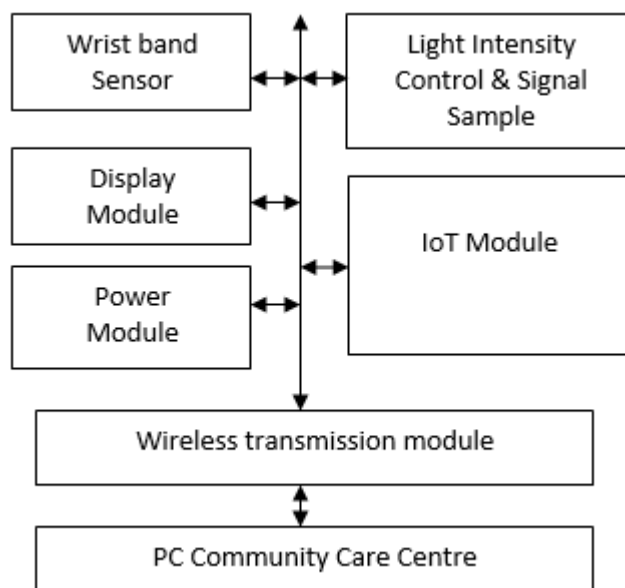 Wrist band
Sensor
Light Intensity
Control & Signal
Sample
Display
Module
IoT Module
Power
Module
Wireless transmission module
PC Community Care Centre